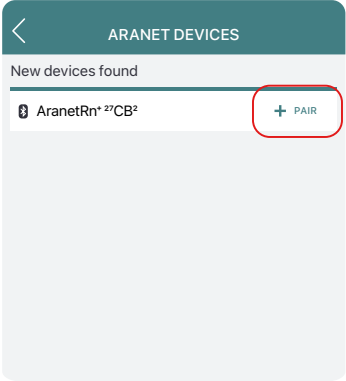 ARANET DEVICES
New devices found
AranetRn⁺ ²⁷CB²
+ PAIR